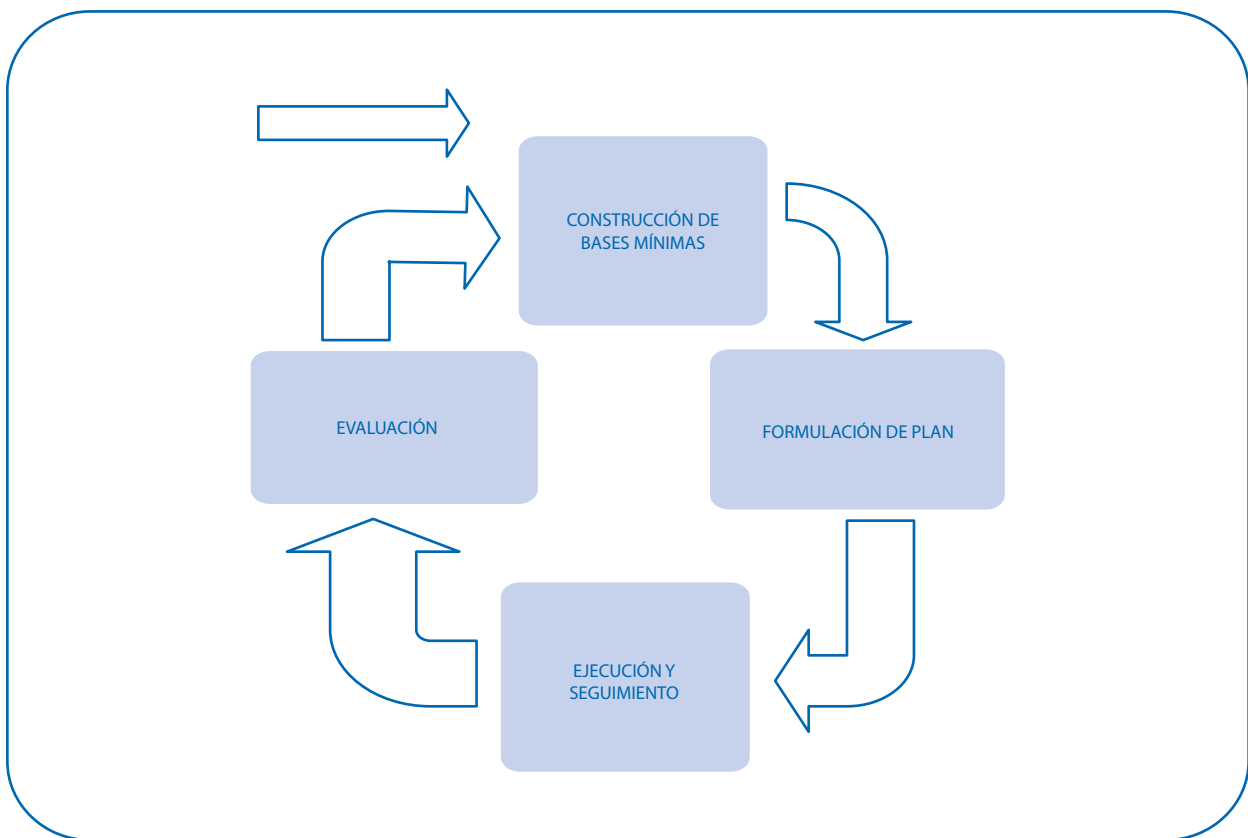 CONSTRUCCIÓN DE
BASES MÍNIMAS
EVALUACIÓN
FORMULACIÓN DE PLAN
EJECUCIÓN Y
SEGUIMIENTO